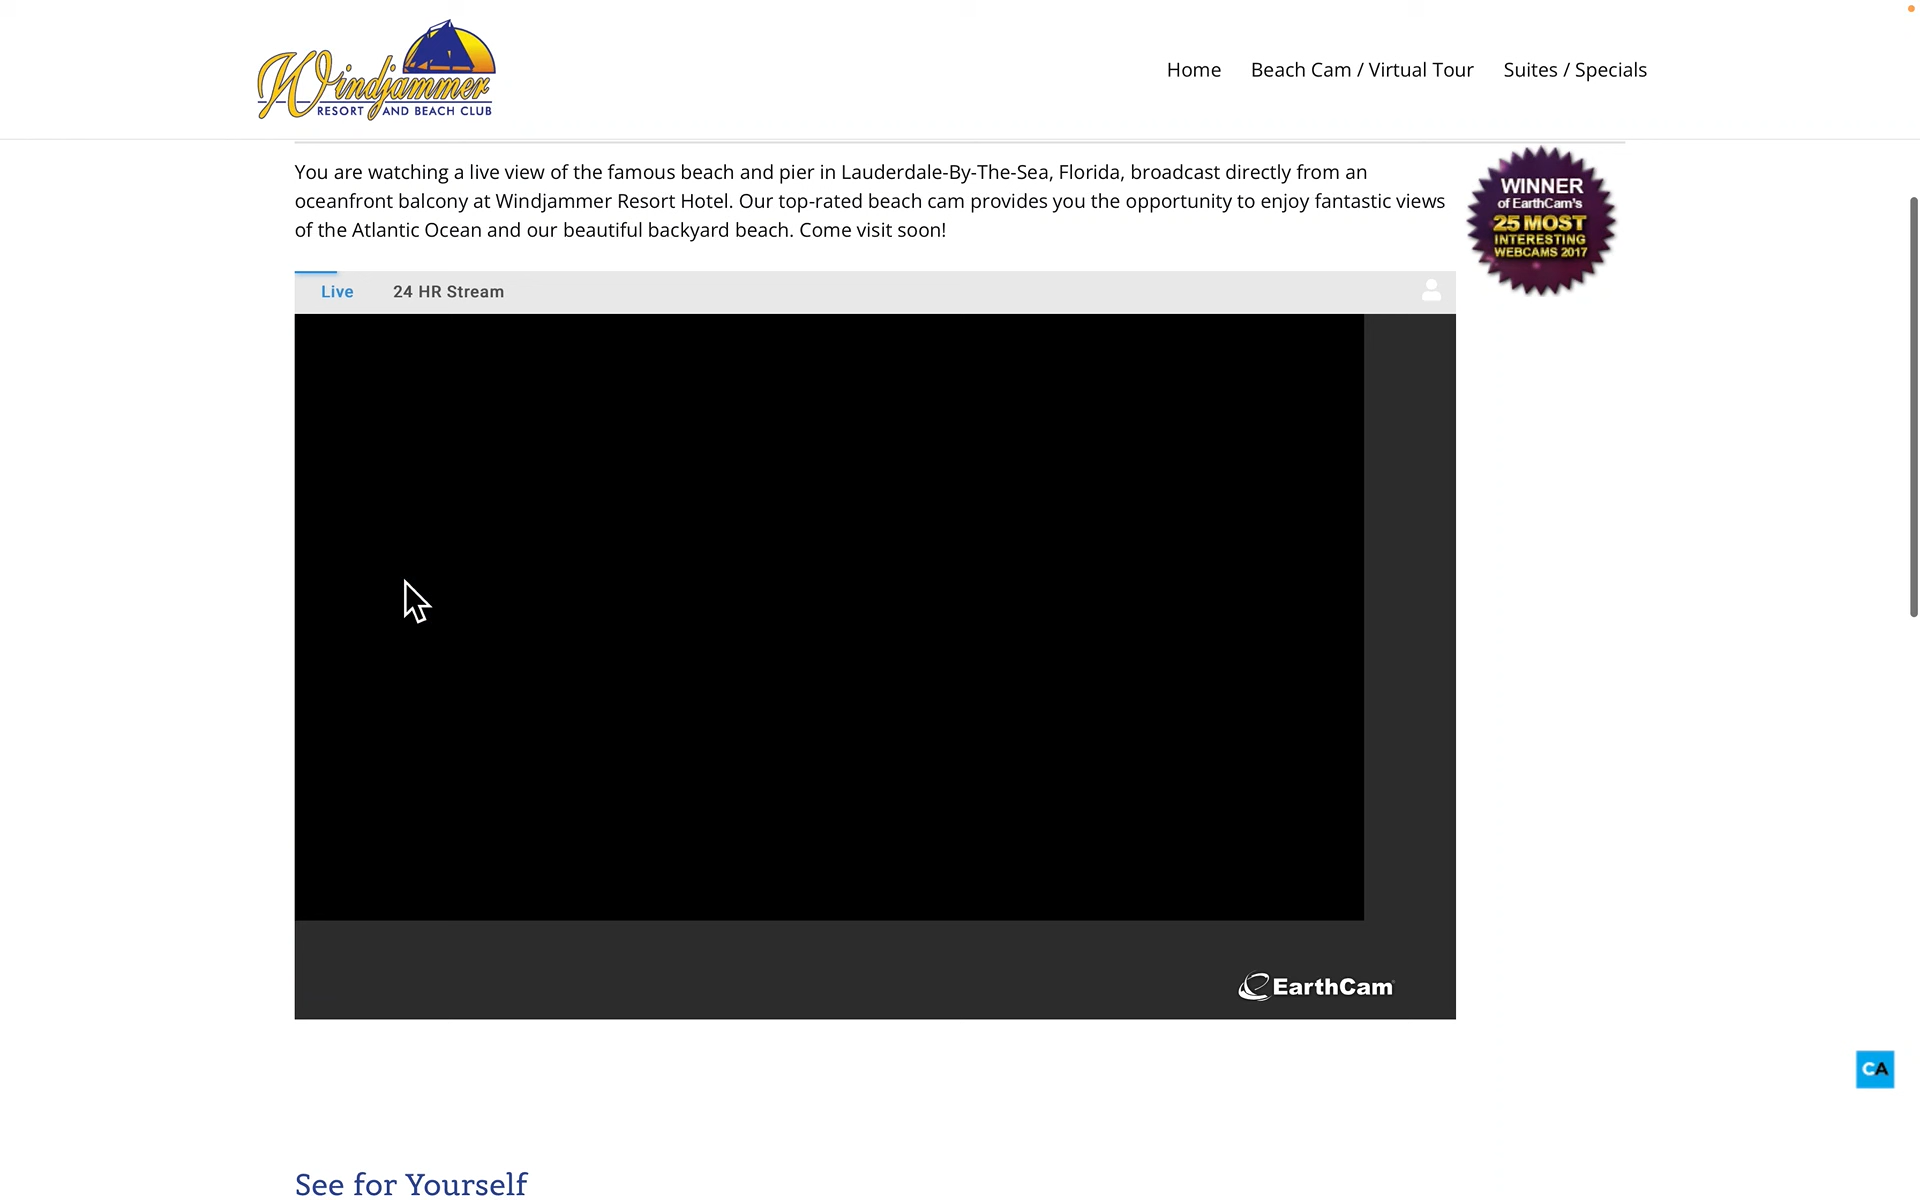 Windjammer
RESORT AND BEACH CLUB
Home
Beach Cam / Virtual Tour
Suites / Specials
You are watching a live view of the famous beach and pier in Lauderdale-By-The-Sea, Florida, broadcast directly from an
oceanfront balcony at Windjammer Resort Hotel. Our top-rated beach cam provides you the opportunity to enjoy fantastic views
of the Atlantic Ocean and our beautiful backyard beach. Come visit soon!
WINNER
of EarthCam's
25 MOST
INTERESTING
WEBCAMS 2017
Live
24 HR Stream
EarthCam
CA
See for Yourself